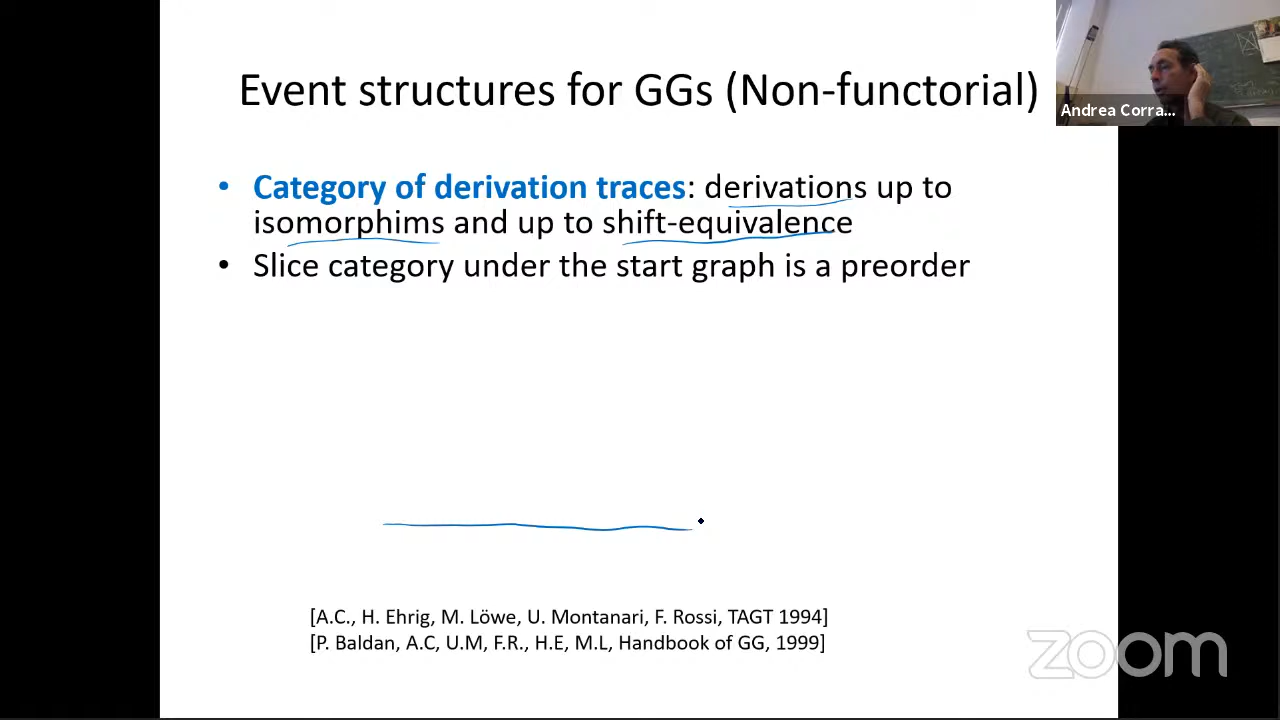 Event structures for GGs (Non-functorial)
Andrea Corra...
• Category of derivation traces: derivations up to
isomorphims and up to shift-equivalence
• Slice category under the start graph is a preorder
[A.C., H. Ehrig, M. Löwe, U. Montanari, F. Rossi, TAGT 1994]
[P. Baldan, A.C, U.M, F.R., H.E, M.L, Handbook of GG, 1999]
zoom